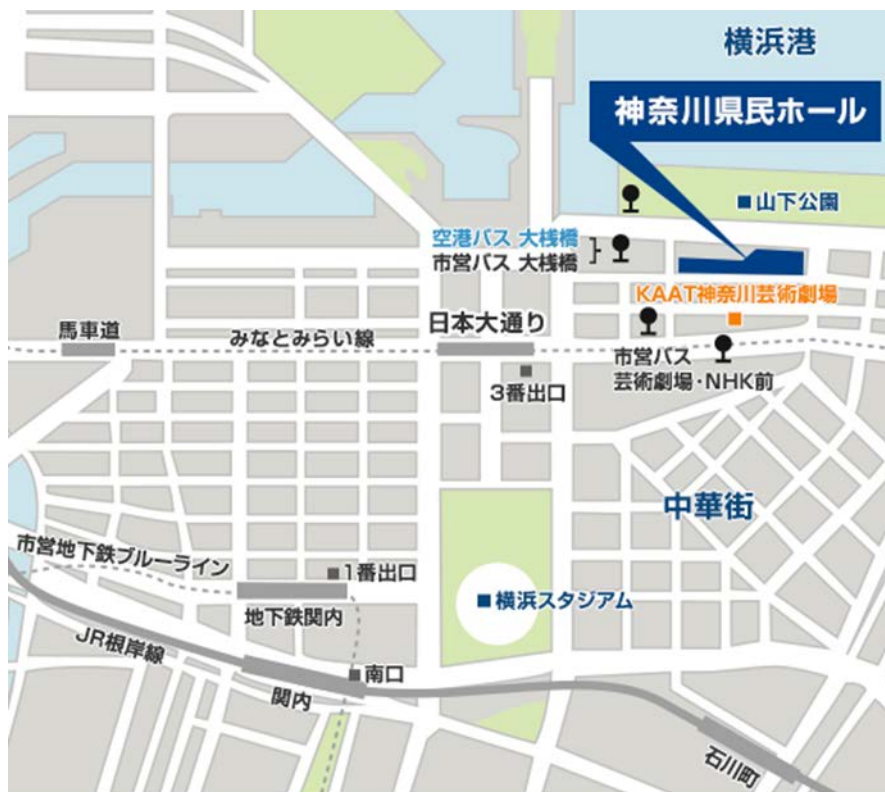 横浜港
神奈川県民ホール
山下公園
空港バス 大桟橋
市営バス 大桟橋
KAAT神奈川芸術劇場
馬車道
みなとみらい線
日本大通り
市営バス
芸術劇場・NHK前
3番出口
中華街
市営地下鉄ブルーライン
1番出口
地下鉄関内
横浜スタジアム
JR根岸線
南口
関内
石川町